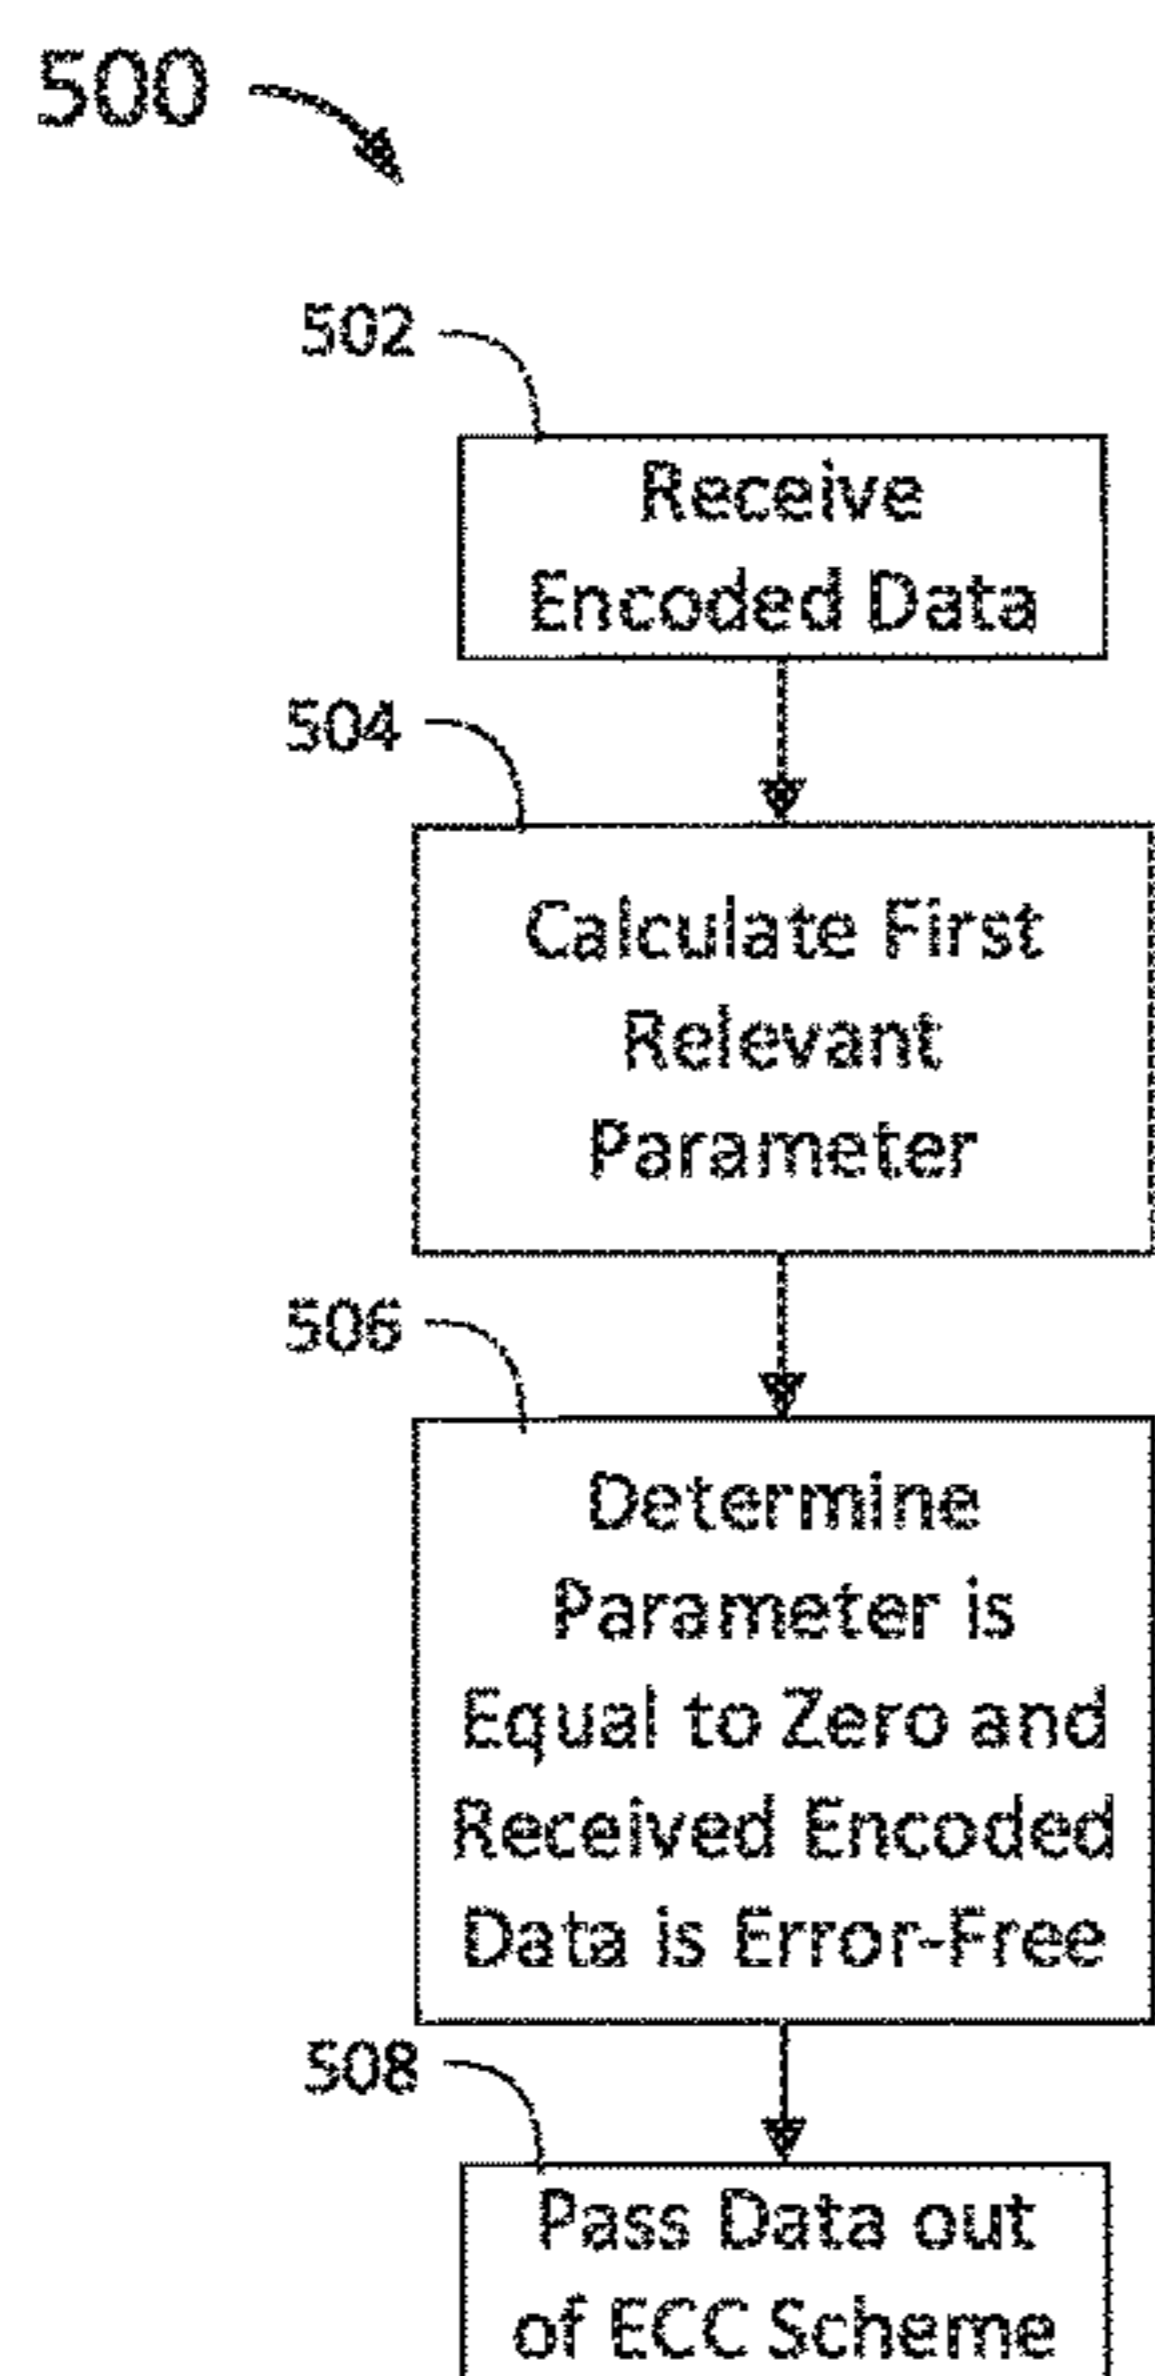 500
502
Receive
Encoded Data
504
Calculate First
Relevant
Parameter
506
Determine
Parameter is
Equal to Zero and
Received Encoded
Data is Error-Free
508
Pass Data out
of ECC Scheme